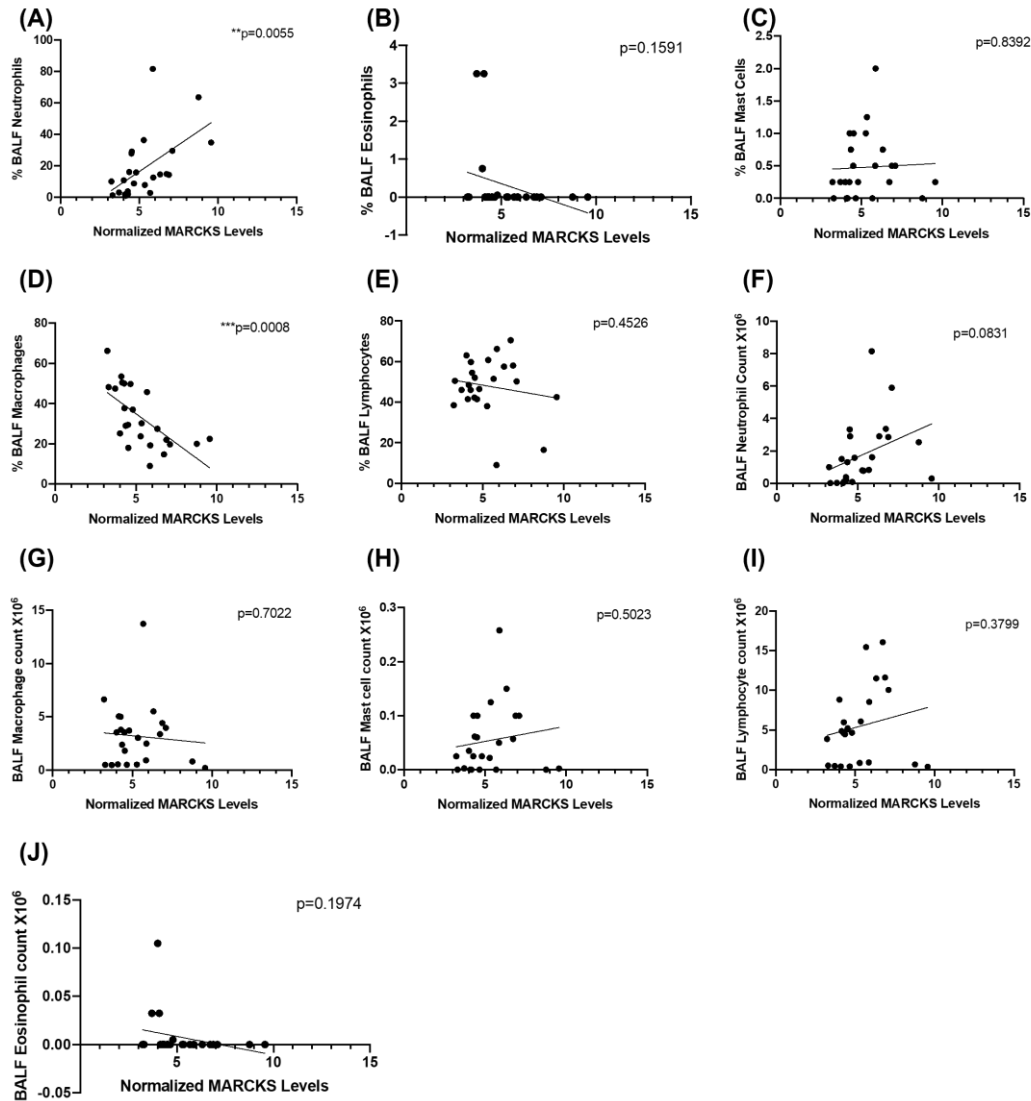 (A)
**p=0.0055
% BALF Neutrophils
100
80
60
40
20
0
0 5 10 15
Normalized MARCKS Levels
(B)
p=0.1591
% BALF Eosinophils
4
3
2
1
0
-1
5 10 15
Normalized MARCKS Levels
(C)
p=0.8392
% BALF Mast Cells
2.5
2.0
1.5
1.0
0.5
0.0
0 5 10 15
Normalized MARCKS Levels
(D)
***p=0.0008
% BALF Macrophages
80
60
40
20
0
0 5 10 15
Normalized MARCKS Levels
(E)
p=0.4526
% BALF Lymphocytes
80
60
40
20
0
0 5 10 15
Normalized MARCKS Levels
(F)
p=0.0831
BALF Neutrophil Count X10⁶
10
8
6
4
2
0
0 5 10 15
Normalized MARCKS Levels
(G)
p=0.7022
BALF Macrophage count X10⁶
15
10
5
0
0 5 10 15
Normalized MARCKS Levels
(H)
p=0.5023
BALF Mast cell count X10⁶
0.3
0.2
0.1
0.0
0 5 10 15
Normalized MARCKS Levels
(I)
p=0.3799
BALF Lymphocyte count X10⁶
20
15
10
5
0
0 5 10 15
Normalized MARCKS Levels
(J)
p=0.1974
BALF Eosinophil count X10⁶
0.15
0.10
0.05
0.00
-0.05
5 10 15
Normalized MARCKS Levels